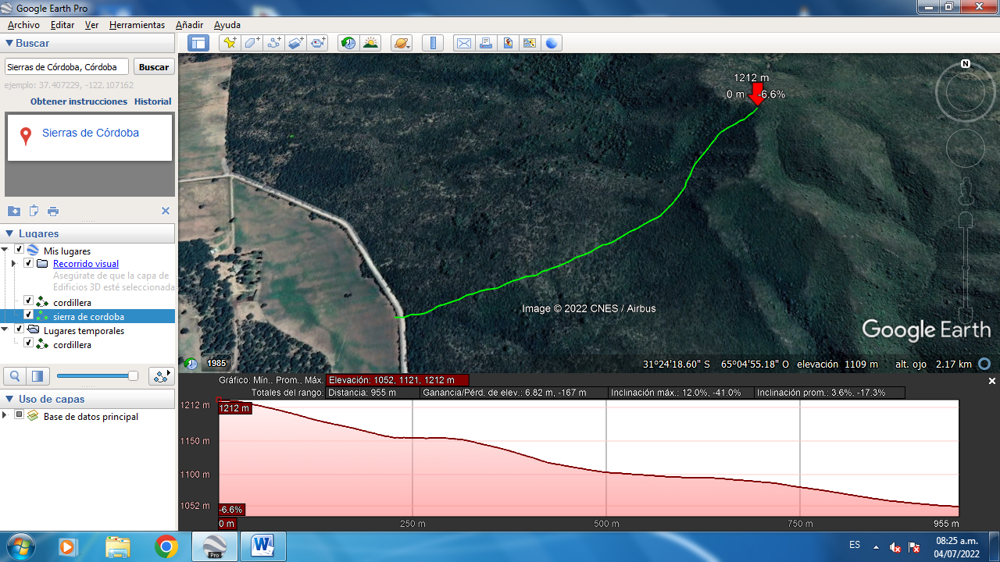 Google Earth Pro
Archivo Editar Ver Herramientas Añadir Ayuda
Buscar
Sierras de Córdoba, Córdoba Buscar
ejemplo: 37.407229, -122.107162
Obtener instrucciones Historial
Sierras de Córdoba
Lugares
Mis lugares
Recorrido visual
Asegúrate de que la capa de
Edificios 3D esté seleccionada
cordillera
sierra de cordoba
Lugares temporales
cordillera
Uso de capas
Base de datos principal
N
1212 m
0 m -6.6%
Image © 2022 CNES / Airbus
Google Earth
1985
31°24'18.60" S 65°04'55.18" O elevación 1109 m alt. ojo 2.17 km
Gráfico: Mín., Prom., Máx. Elevación: 1052, 1121, 1212 m
Totales del rango: Distancia: 955 m Ganancia/Pérd. de elev.: 6.82 m, -167 m Inclinación máx.: 12.0%, -41.0% Inclinación prom.: 3.6%, -17.3%
1212 m
1212 m
1150 m
1100 m
1052 m
-6.6%
0 m 250 m 500 m 750 m 955 m
Pro
ES
08:25 a.m.
04/07/2022